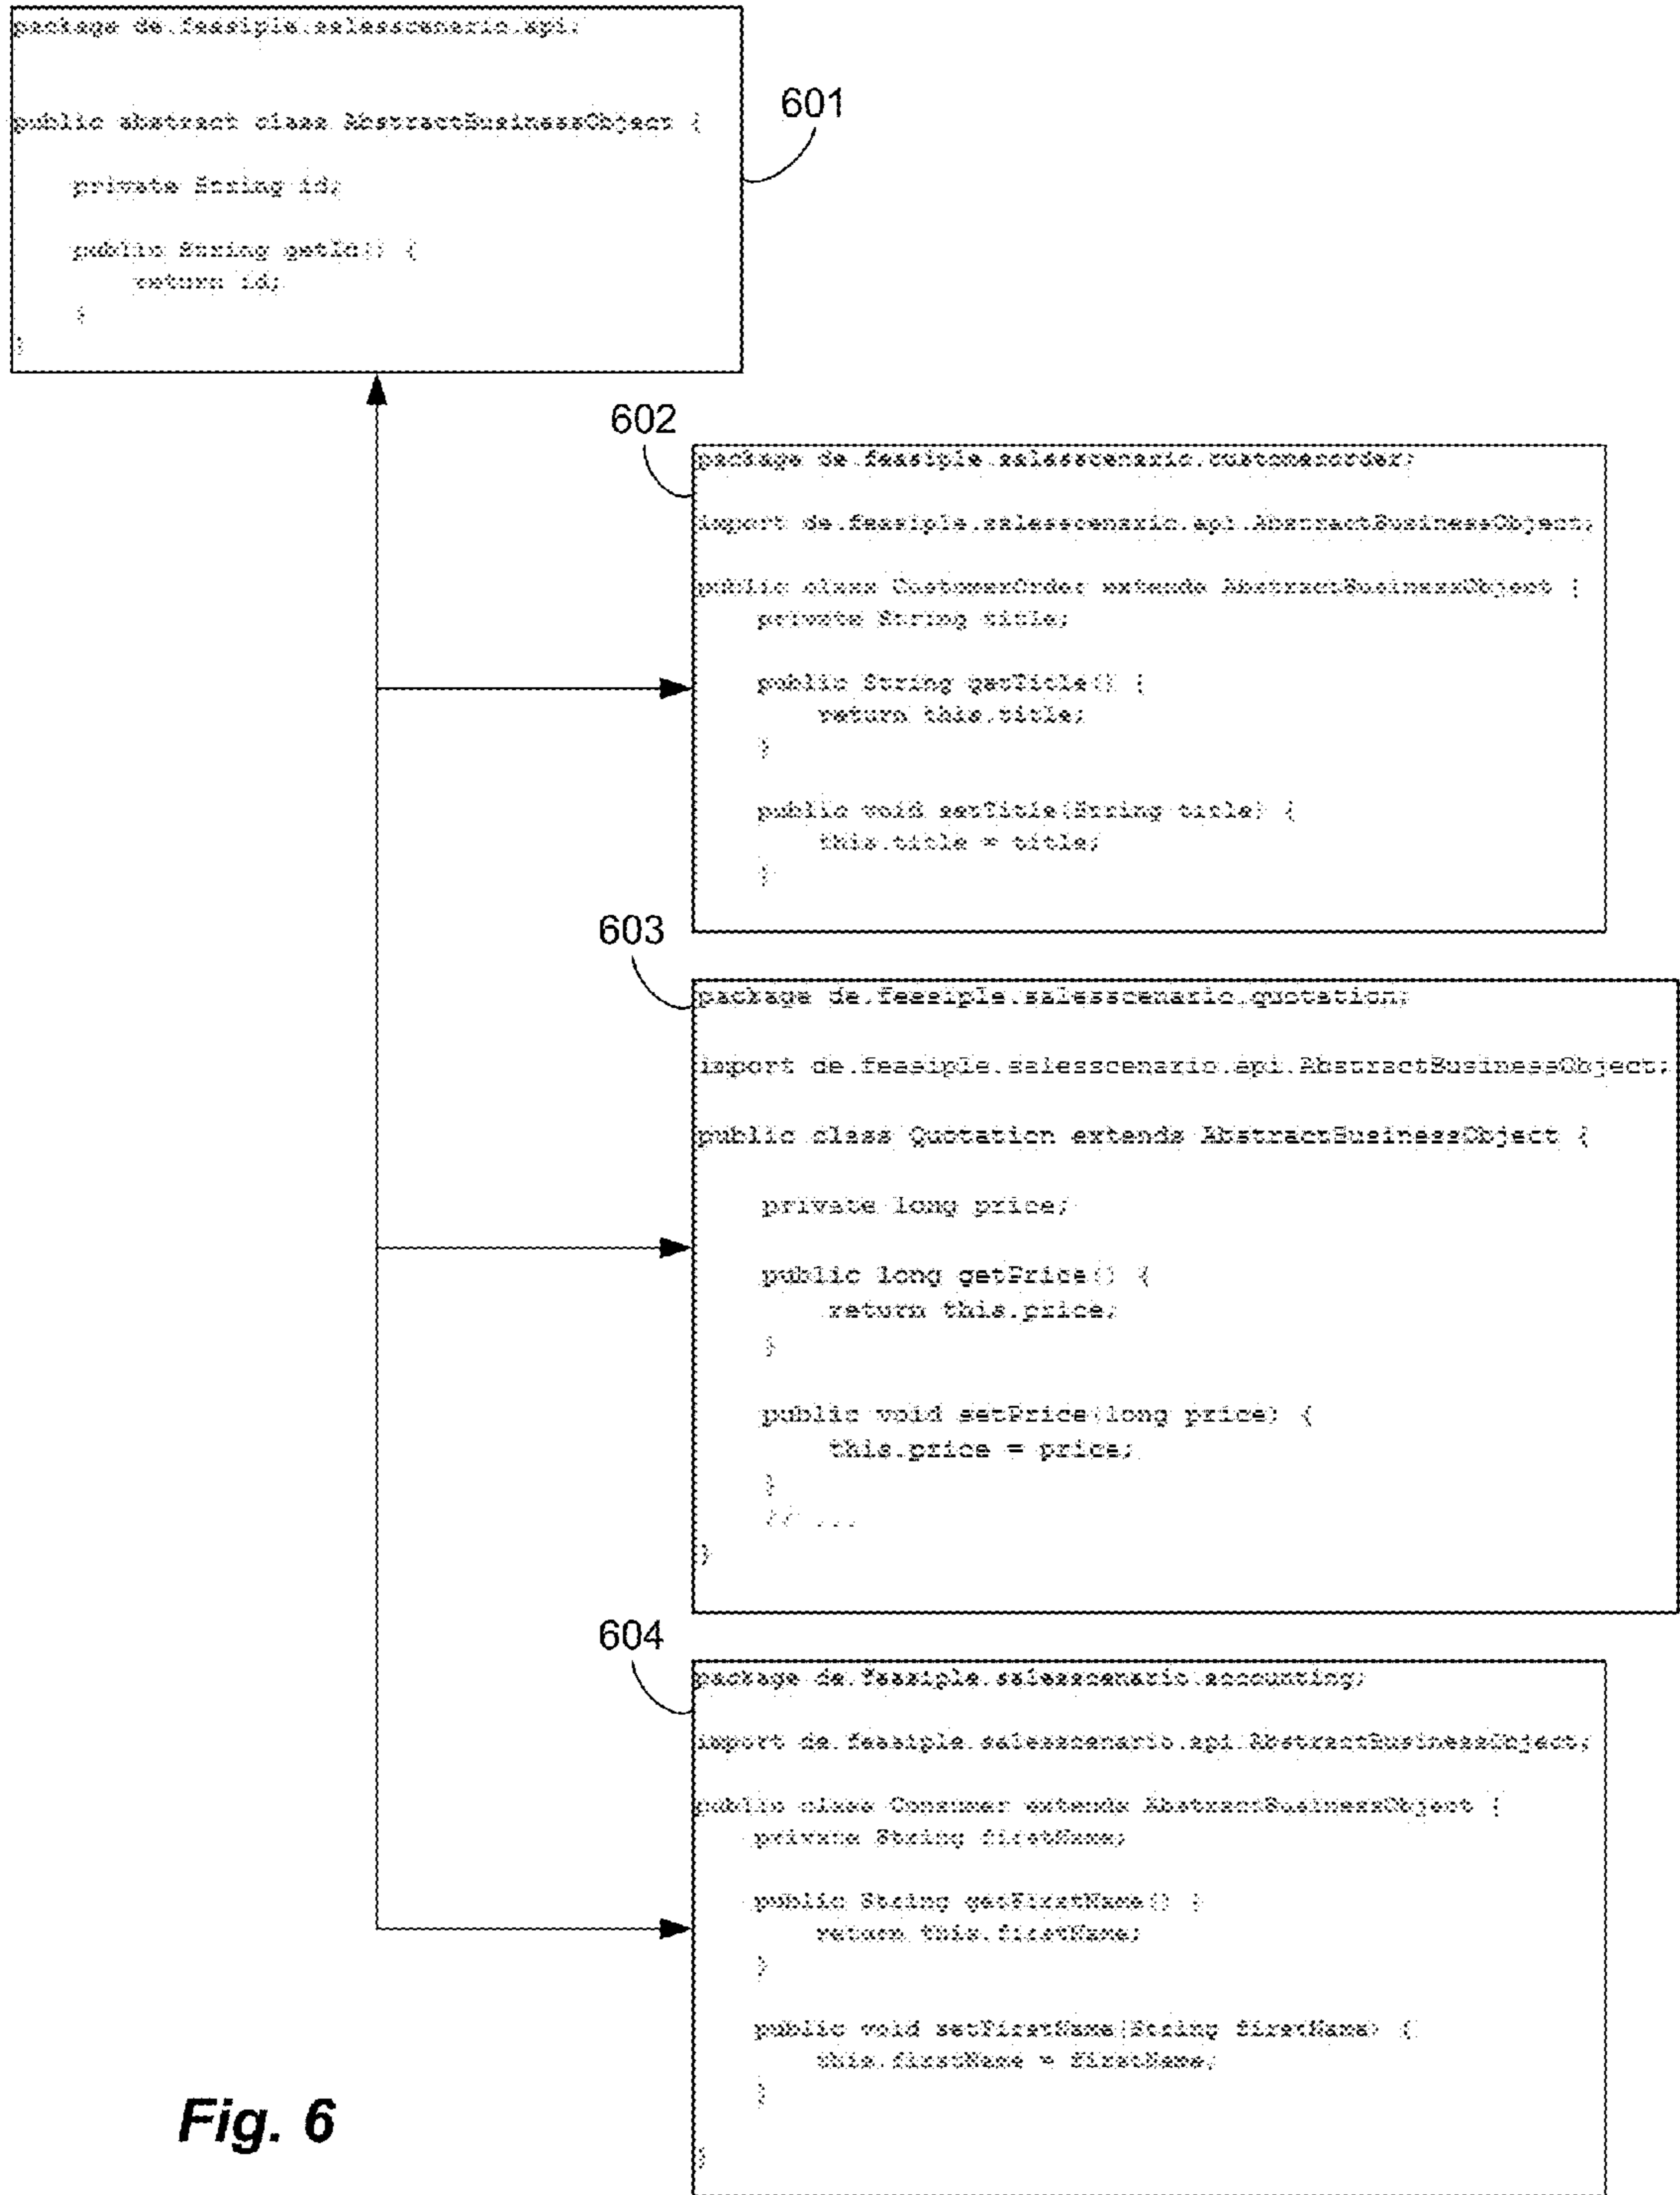 package de.feasiple.salesscenario.api;
public abstract class AbstractBusinessObject {
private String id;
public String getId() {
return id;
}
}
601
602
package de.feasiple.salesscenario.customerorder;
import de.feasiple.salesscenario.api.AbstractBusinessObject;
public class CustomerOrder extends AbstractBusinessObject {
private String title;
public String getTitle() {
return this.title;
}
public void setTitle(String title) {
this.title = title;
}
603
package de.feasiple.salesscenario.quotation;
import de.feasiple.salesscenario.api.AbstractBusinessObject;
public class Quotation extends AbstractBusinessObject {
private long price;
public long getPrice() {
return this.price;
}
public void setPrice(long price) {
this.price = price;
}
// ...
}
604
package de.feasiple.salesscenario.accounting;
import de.feasiple.salesscenario.api.AbstractBusinessObject;
public class Consumer extends AbstractBusinessObject {
private String firstName;
public String getFirstName() {
return this.firstName;
}
public void setFirstName(String firstName) {
this.firstName = firstName;
}
}
Fig. 6